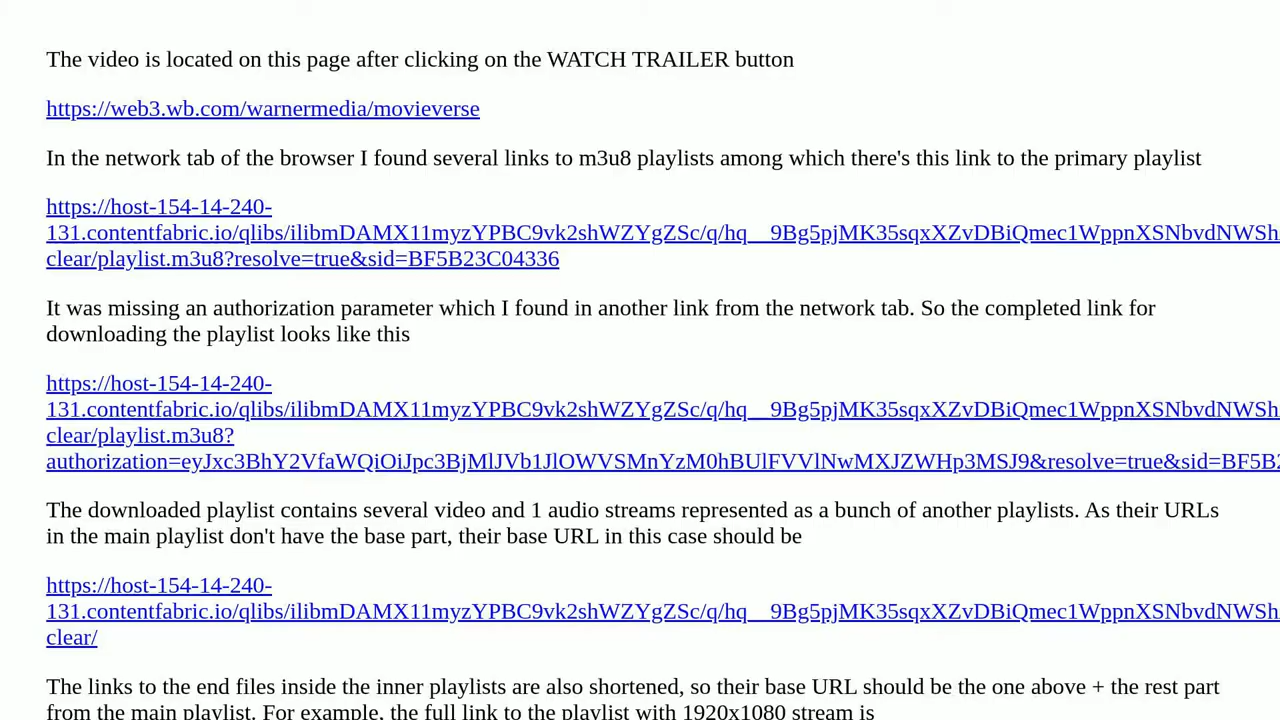 The video is located on this page after clicking on the WATCH TRAILER button
https://web3.wb.com/warnermedia/movieverse
In the network tab of the browser I found several links to m3u8 playlists among which there's this link to the primary playlist
https://host-154-14-240-
131.contentfabric.io/qlibs/ilibmDAMX11myzYPBC9vk2shWZYgZSc/q/hq__9Bg5pjMK35sqxXZvDBiQmec1WppnXSNbvdNWSh
clear/playlist.m3u8?resolve=true&sid=BF5B23C04336
It was missing an authorization parameter which I found in another link from the network tab. So the completed link for
downloading the playlist looks like this
https://host-154-14-240-
131.contentfabric.io/qlibs/ilibmDAMX11myzYPBC9vk2shWZYgZSc/q/hq__9Bg5pjMK35sqxXZvDBiQmec1WppnXSNbvdNWSh
clear/playlist.m3u8?
authorization=eyJxc3BhY2VfaWQiOiJpc3BjMlJVb1JlOWVSMnYzM0hBUlFVVlNwMXJZWHp3MSJ9&resolve=true&sid=BF5B2
The downloaded playlist contains several video and 1 audio streams represented as a bunch of another playlists. As their URLs
in the main playlist don't have the base part, their base URL in this case should be
https://host-154-14-240-
131.contentfabric.io/qlibs/ilibmDAMX11myzYPBC9vk2shWZYgZSc/q/hq__9Bg5pjMK35sqxXZvDBiQmec1WppnXSNbvdNWSh
clear/
The links to the end files inside the inner playlists are also shortened, so their base URL should be the one above + the rest part
from the main playlist. For example, the full link to the playlist with 1920x1080 stream is